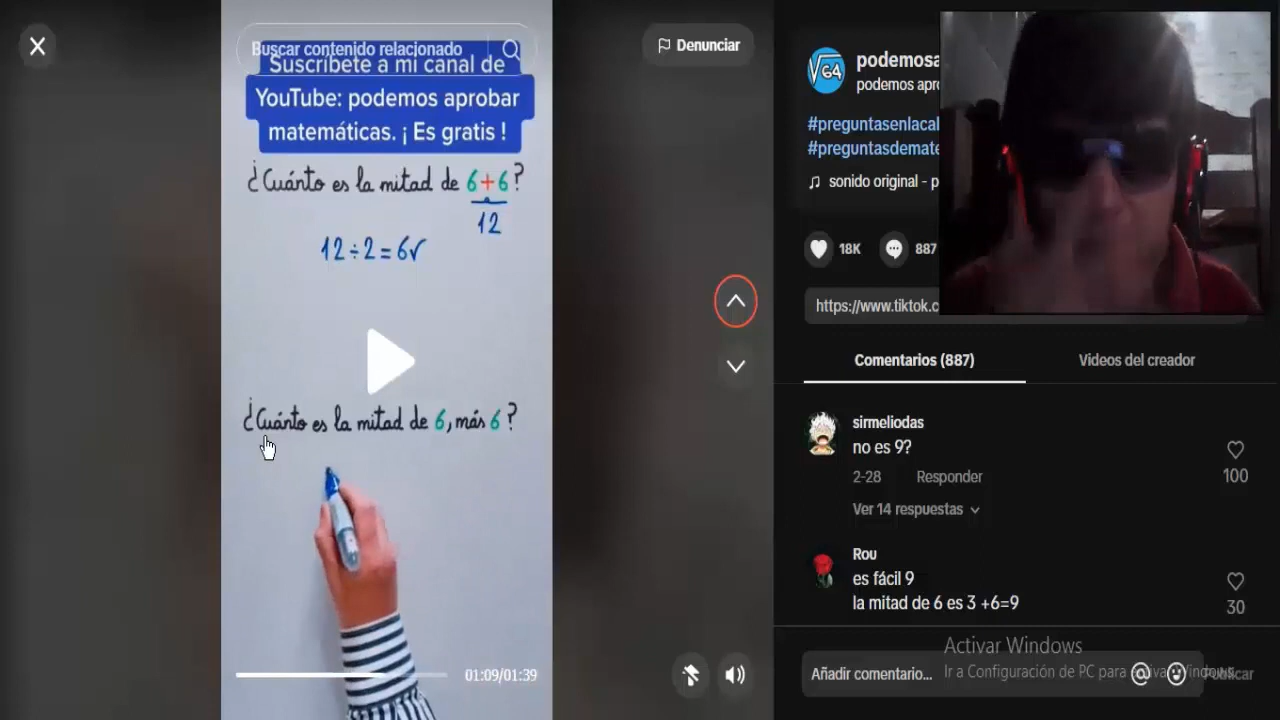 Buscar contenido relacionado
Denunciar
Suscríbete a mi canal de
YouTube: podemos aprobar
matemáticas. ¡ Es gratis !
¿Cuánto es la mitad de 6+6?
12
12÷2=6✓
¿Cuánto es la mitad de 6, más 6?
01:09/01:39
√64
podemosa
podemos apro
#preguntasenlacal
#preguntasdemate
sonido original - p
18K
887
https://www.tiktok.c
Comentarios (887)
Videos del creador
sirmeliodas
no es 9?
2-28
Responder
100
Ver 14 respuestas
Rou
es fácil 9
la mitad de 6 es 3 +6=9
30
Activar Windows
Ir a Configuración de PC para activar Windows.
Añadir comentario...
Publicar